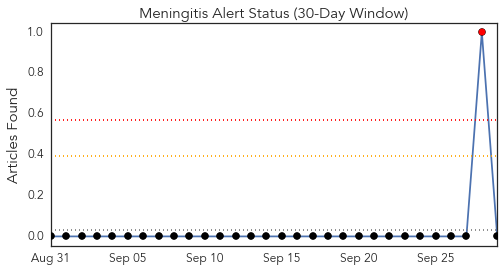 Meningitis Alert Status (30-Day Window)
Articles Found
1.0
0.8
0.6
0.4
0.2
0.0
Aug 31 Sep 05 Sep 10 Sep 15 Sep 20 Sep 25